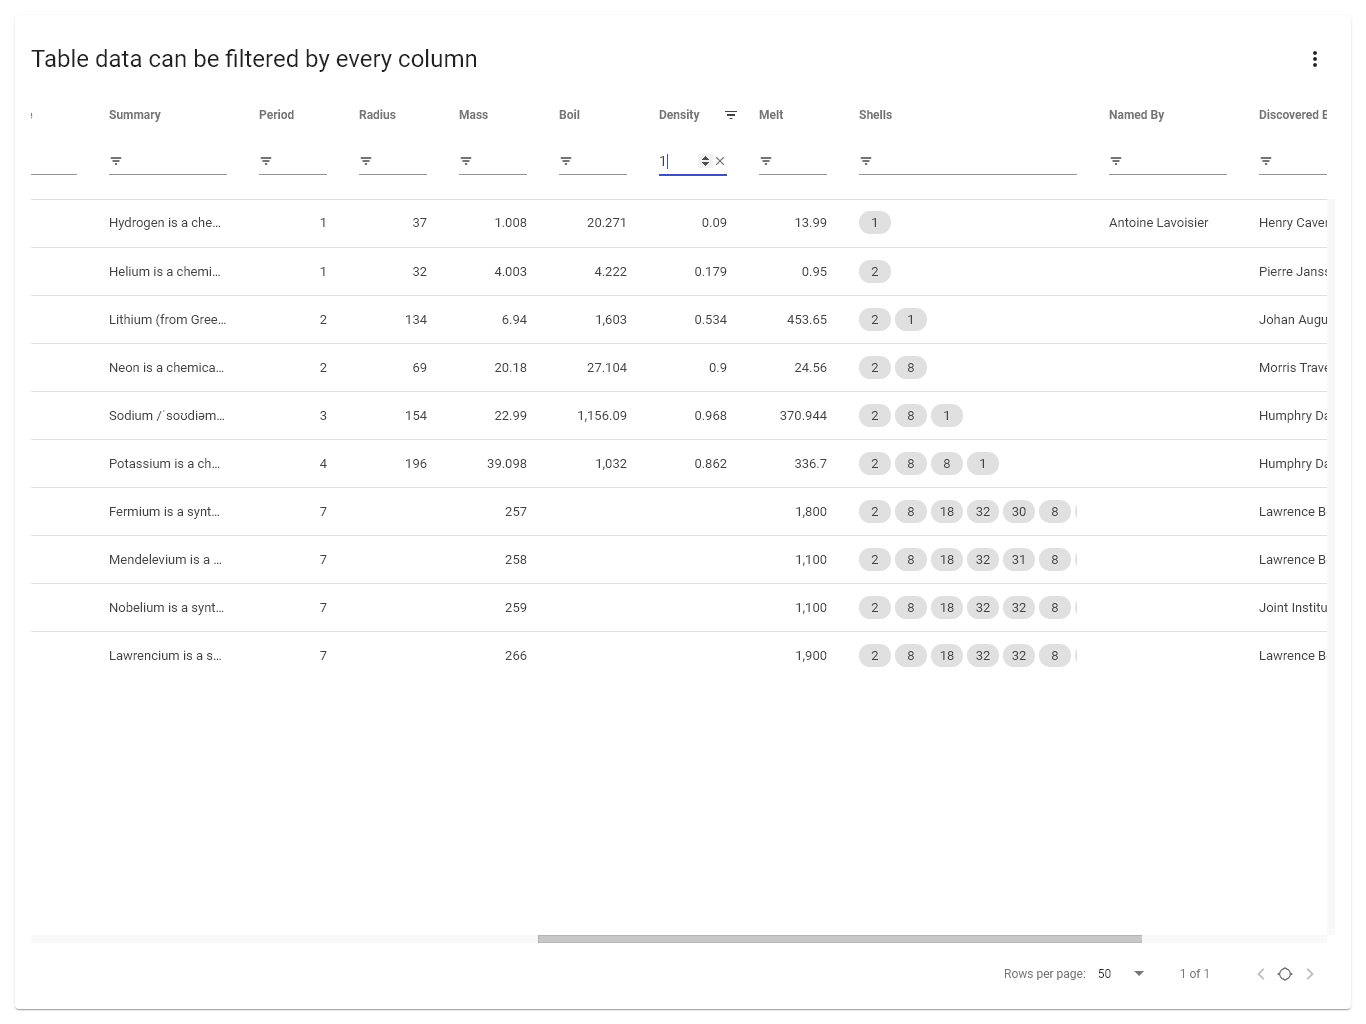 Table data can be filtered by every column
Summary Period Radius Mass Boil Density Melt Shells Named By Discovered B
1
Hydrogen is a che... 1 37 1.008 20.271 0.09 13.99 1 Antoine Lavoisier Henry Caven
Helium is a chemi... 1 32 4.003 4.222 0.179 0.95 2 Pierre Janss
Lithium (from Gree... 2 134 6.94 1,603 0.534 453.65 2 1 Johan Augu
Neon is a chemica... 2 69 20.18 27.104 0.9 24.56 2 8 Morris Trave
Sodium /ˈsoʊdiəm... 3 154 22.99 1,156.09 0.968 370.944 2 8 1 Humphry Da
Potassium is a ch... 4 196 39.098 1,032 0.862 336.7 2 8 8 1 Humphry Da
Fermium is a synt... 7 257 1,800 2 8 18 32 30 8 Lawrence B
Mendelevium is a ... 7 258 1,100 2 8 18 32 31 8 Lawrence B
Nobelium is a synt... 7 259 1,100 2 8 18 32 32 8 Joint Institu
Lawrencium is a s... 7 266 1,900 2 8 18 32 32 8 Lawrence B
Rows per page: 50 1 of 1